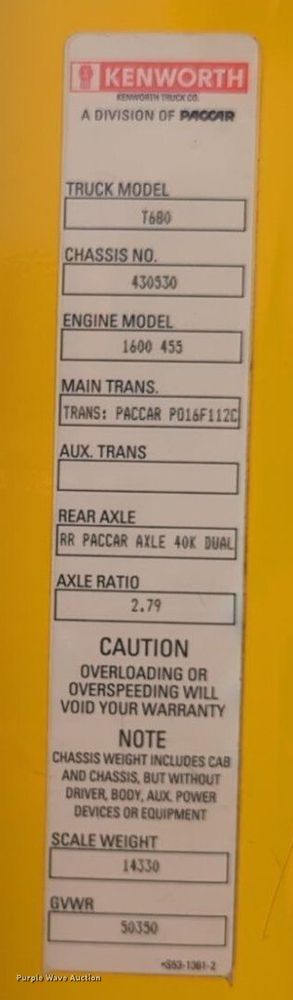 KENWORTH
KENWORTH TRUCK CO.
A DIVISION OF PACCAR
TRUCK MODEL
T680
CHASSIS NO.
430530
ENGINE MODEL
1600 455
MAIN TRANS.
TRANS: PACCAR PO16F112C
AUX. TRANS
REAR AXLE
RR PACCAR AXLE 40K DUAL
AXLE RATIO
2.79
CAUTION
OVERLOADING OR
OVERSPEEDING WILL
VOID YOUR WARRANTY
NOTE
CHASSIS WEIGHT INCLUDES CAB
AND CHASSIS, BUT WITHOUT
DRIVER, BODY, AUX. POWER
DEVICES OR EQUIPMENT
SCALE WEIGHT
14330
GVWR
50350
•S53-1361-2
Purple Wave Auction